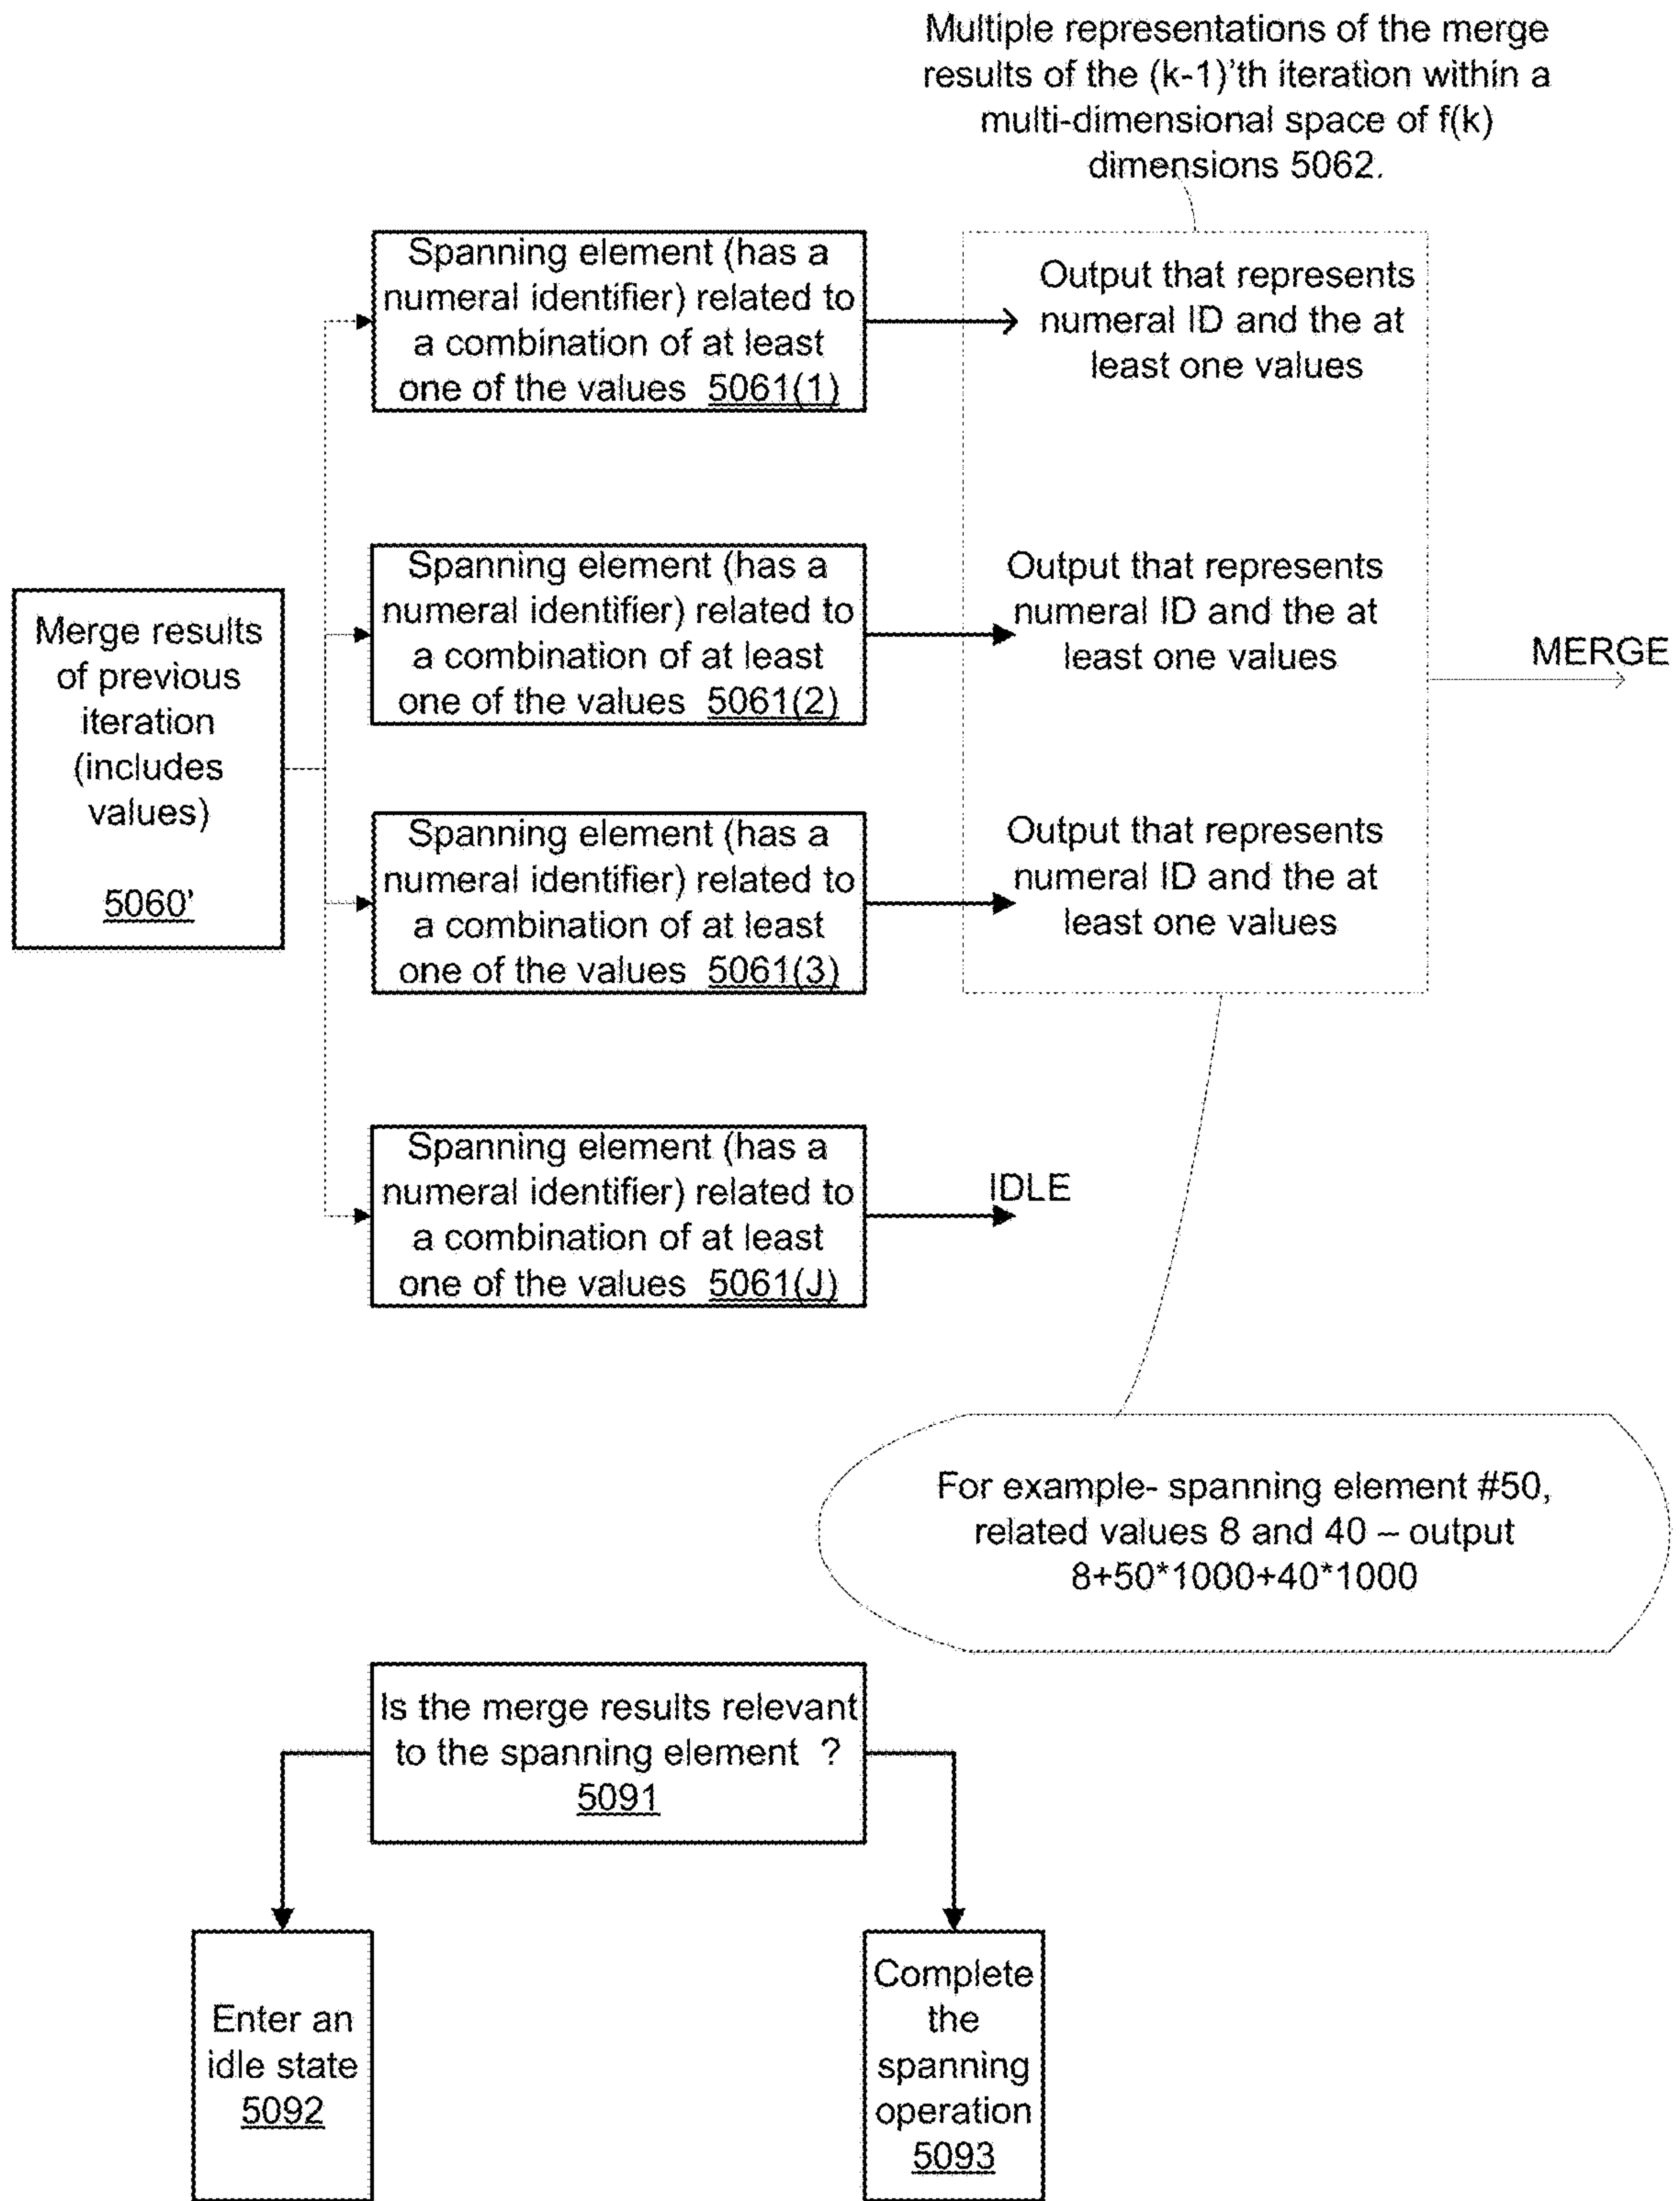 Multiple representations of the merge
results of the (k-1)'th iteration within a
multi-dimensional space of f(k)
dimensions 5062.
Spanning element (has a
numeral identifier) related to
a combination of at least
one of the values 5061(1)
Output that represents
numeral ID and the at
least one values
Spanning element (has a
numeral identifier) related to
a combination of at least
one of the values 5061(2)
Output that represents
numeral ID and the at
least one values
MERGE
Merge results
of previous
iteration
(includes
values)
5060'
Spanning element (has a
numeral identifier) related to
a combination of at least
one of the values 5061(3)
Output that represents
numeral ID and the at
least one values
Spanning element (has a
numeral identifier) related to
a combination of at least
one of the values 5061(J)
IDLE
For example- spanning element #50,
related values 8 and 40 – output
8+50*1000+40*1000
Is the merge results relevant
to the spanning element ?
5091
Enter an
idle state
5092
Complete
the
spanning
operation
5093